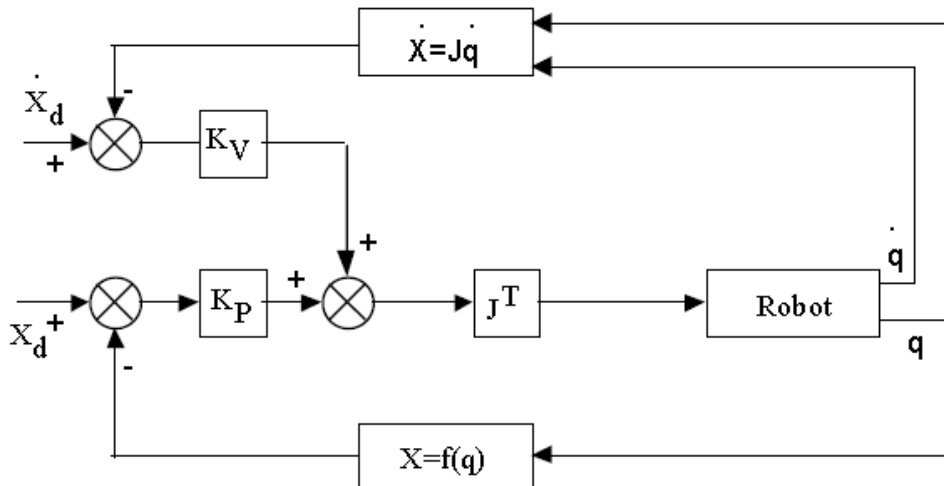 Ẋ=Jq̇
-
Ẋd
+
KV
+
Xd
+
KP
+
JT
Robot
q̇
q
-
X=f(q)